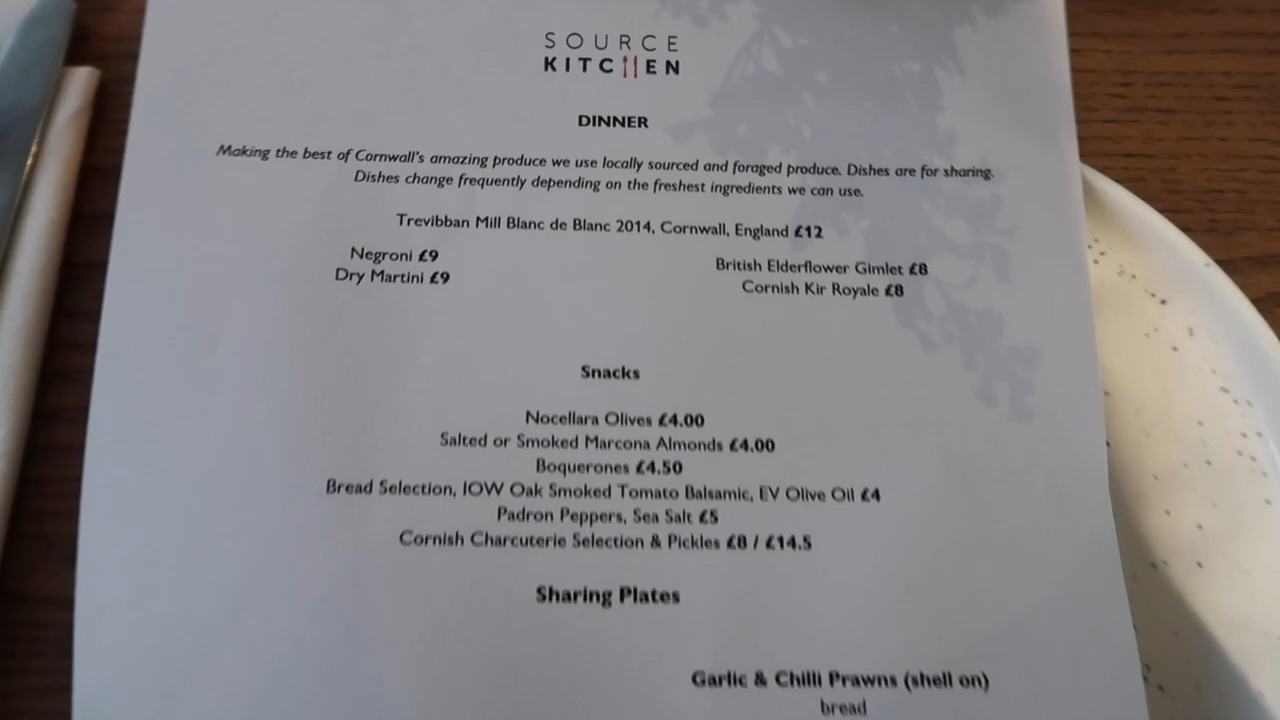 SOURCE
KITCHEN
DINNER
Making the best of Cornwall's amazing produce we use locally sourced and foraged produce. Dishes are for sharing.
Dishes change frequently depending on the freshest ingredients we can use.
Trevibban Mill Blanc de Blanc 2014, Cornwall, England £12
Negroni £9
Dry Martini £9
British Elderflower Gimlet £8
Cornish Kir Royale £8
Snacks
Nocellara Olives £4.00
Salted or Smoked Marcona Almonds £4.00
Boquerones £4.50
Bread Selection, IOW Oak Smoked Tomato Balsamic, EV Olive Oil £4
Padron Peppers, Sea Salt £5
Cornish Charcuterie Selection & Pickles £8 / £14.5
Sharing Plates
Garlic & Chilli Prawns (shell on)
bread